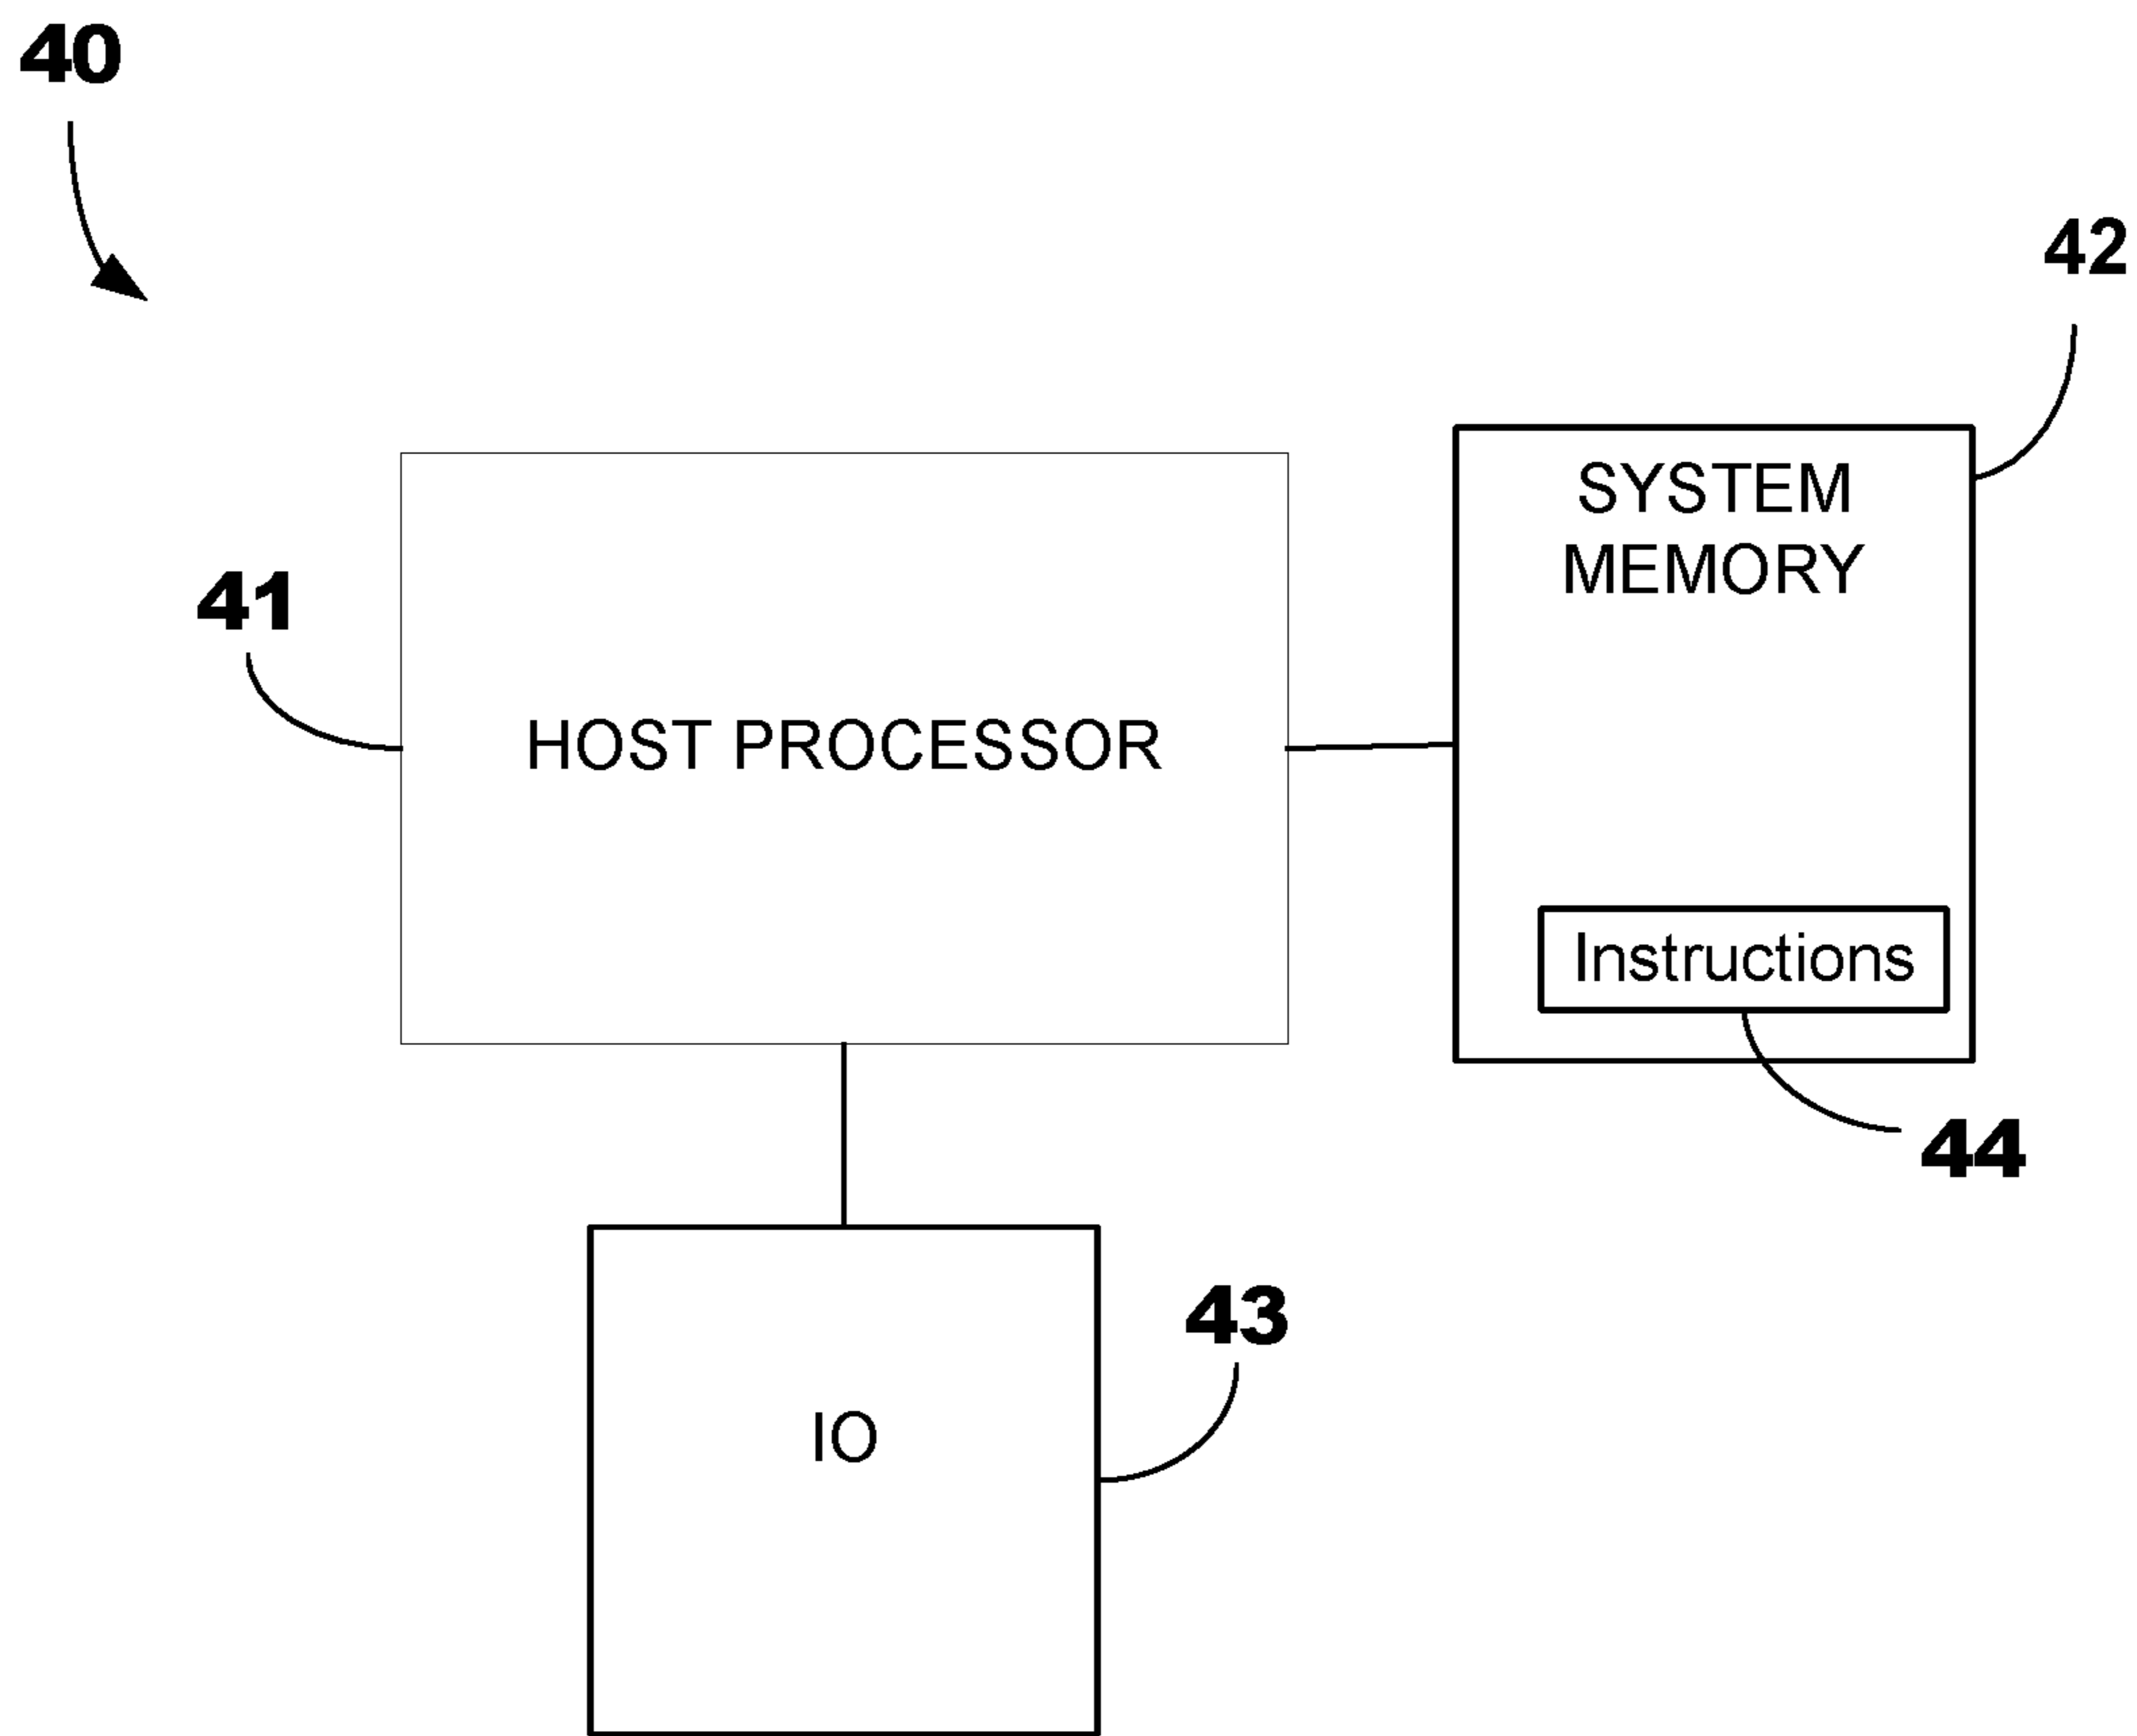 40
42
SYSTEM
MEMORY
41
HOST PROCESSOR
Instructions
44
43
IO